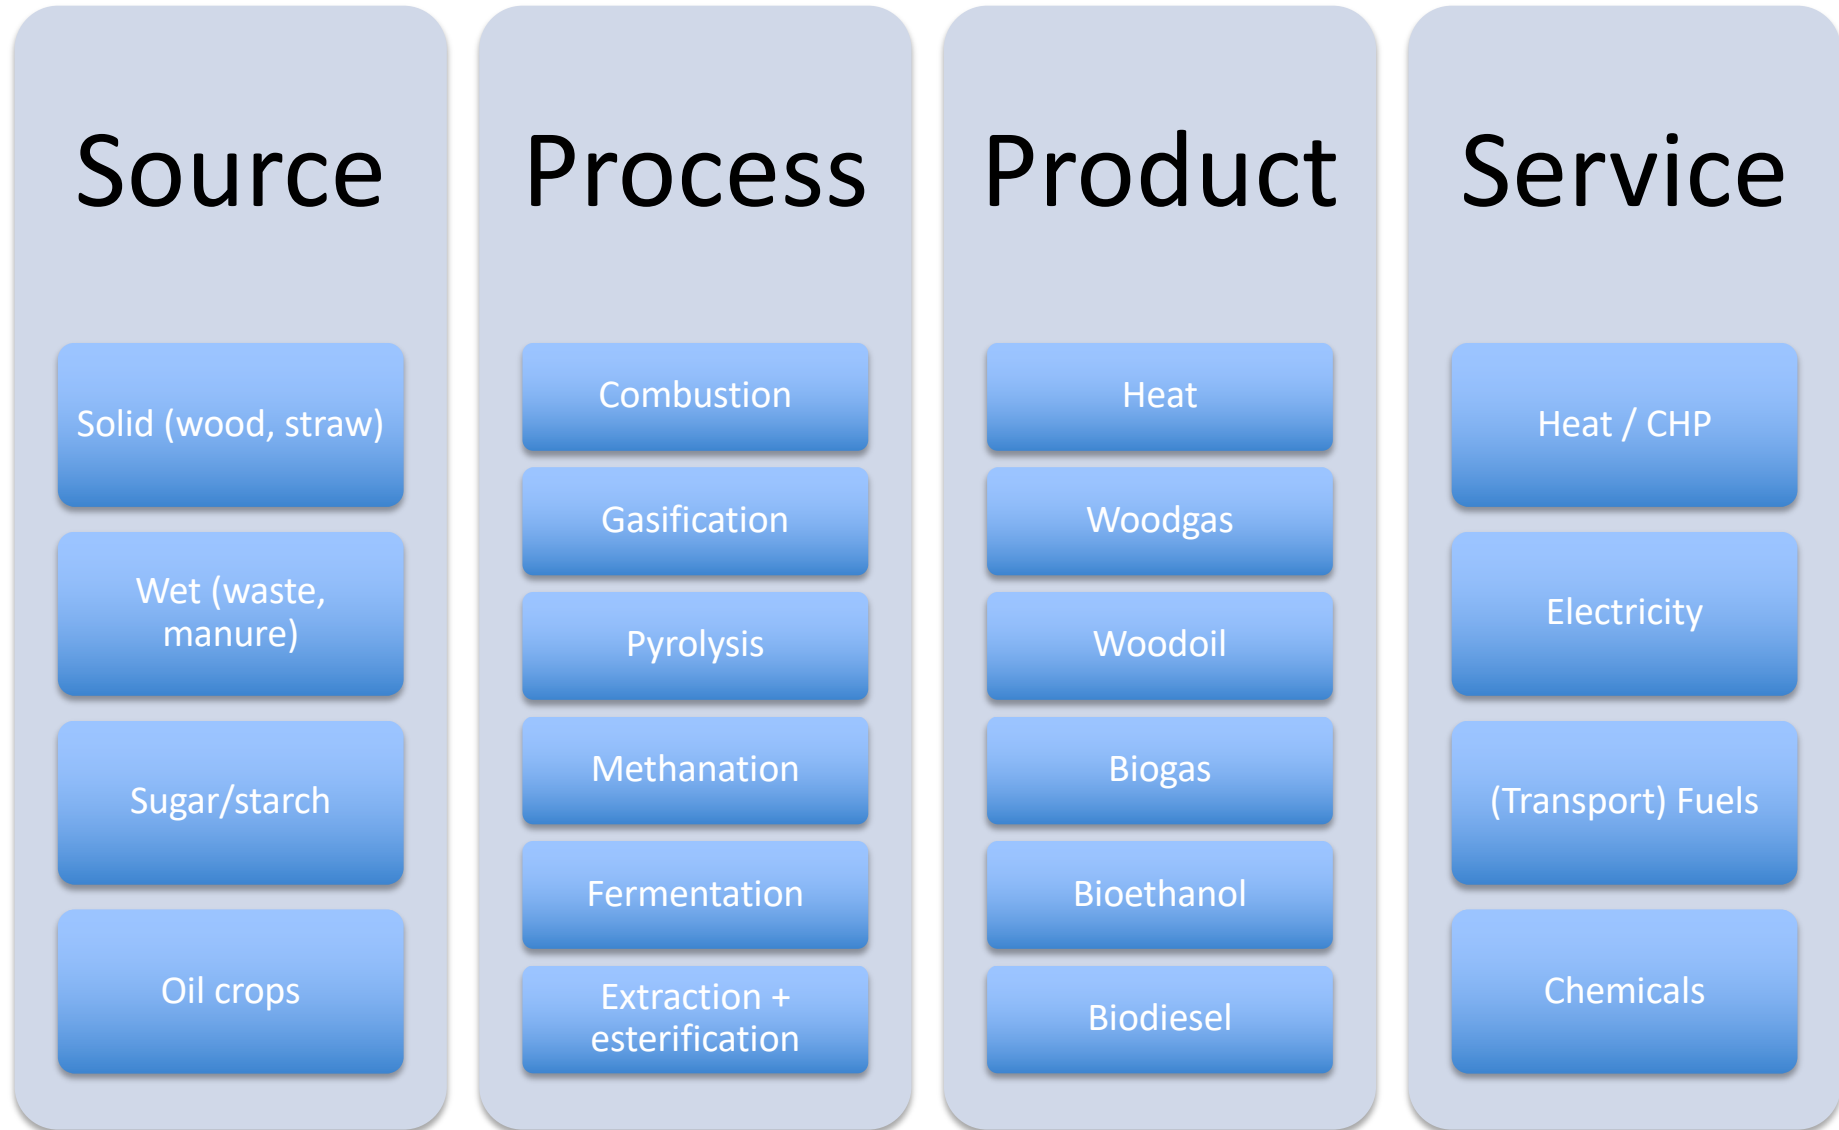 Source
Solid (wood, straw)
Wet (waste,
manure)
Sugar/starch
Oil crops
Process
Combustion
Gasification
Pyrolysis
Methanation
Fermentation
Extraction +
esterification
Product
Heat
Woodgas
Woodoil
Biogas
Bioethanol
Biodiesel
Service
Heat / CHP
Electricity
(Transport) Fuels
Chemicals